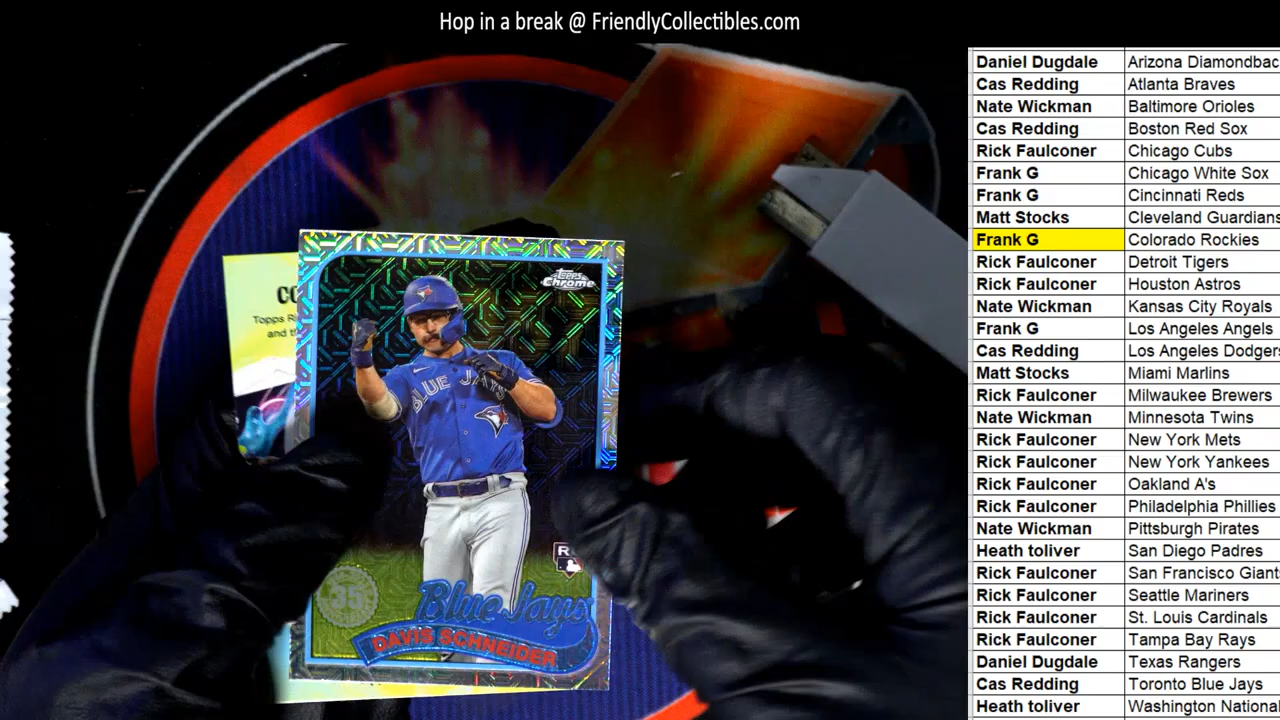 Hop in a break @ FriendlyCollectibles.com
Daniel Dugdale Arizona Diamondbac
Cas Redding Atlanta Braves
Nate Wickman Baltimore Orioles
Cas Redding Boston Red Sox
Rick Faulconer Chicago Cubs
Frank G Chicago White Sox
Frank G Cincinnati Reds
Matt Stocks Cleveland Guardians
Frank G Colorado Rockies
Rick Faulconer Detroit Tigers
Rick Faulconer Houston Astros
Nate Wickman Kansas City Royals
Frank G Los Angeles Angels
Cas Redding Los Angeles Dodgers
Matt Stocks Miami Marlins
Rick Faulconer Milwaukee Brewers
Nate Wickman Minnesota Twins
Rick Faulconer New York Mets
Rick Faulconer New York Yankees
Rick Faulconer Oakland A's
Rick Faulconer Philadelphia Phillies
Nate Wickman Pittsburgh Pirates
Heath toliver San Diego Padres
Rick Faulconer San Francisco Giant
Rick Faulconer Seattle Mariners
Rick Faulconer St. Louis Cardinals
Rick Faulconer Tampa Bay Rays
Daniel Dugdale Texas Rangers
Cas Redding Toronto Blue Jays
Heath toliver Washington Nationa
Topps
Chrome
BLUE JAYS
CO
Topps R
and th
R
35
Blue Jays
DAVIS SCHNEIDER